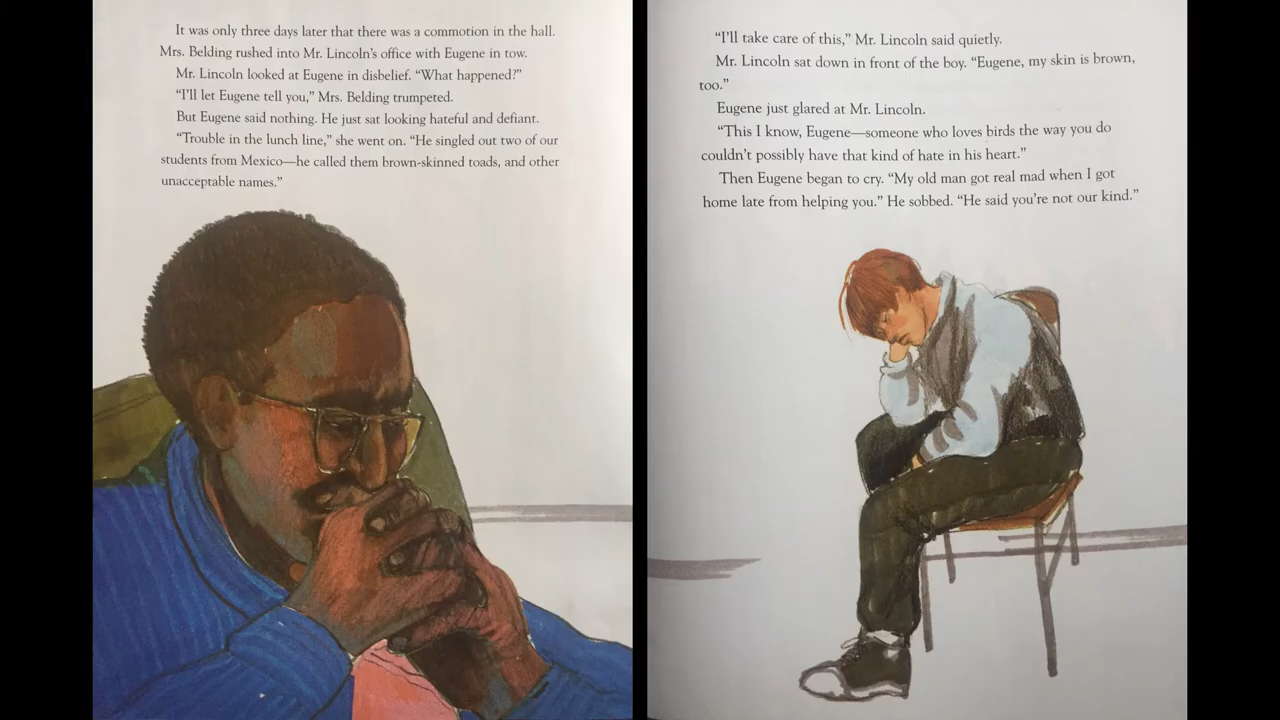 It was only three days later that there was a commotion in the hall.
Mrs. Belding rushed into Mr. Lincoln's office with Eugene in tow.
Mr. Lincoln looked at Eugene in disbelief. “What happened?”
“I'll let Eugene tell you,” Mrs. Belding trumpeted.
But Eugene said nothing. He just sat looking hateful and defiant.
“Trouble in the lunch line,” she went on. “He singled out two of our
students from Mexico—he called them brown-skinned toads, and other
unacceptable names.”
“I'll take care of this,” Mr. Lincoln said quietly.
Mr. Lincoln sat down in front of the boy. “Eugene, my skin is brown,
too.”
Eugene just glared at Mr. Lincoln.
“This I know, Eugene—someone who loves birds the way you do
couldn't possibly have that kind of hate in his heart.”
Then Eugene began to cry. “My old man got real mad when I got
home late from helping you.” He sobbed. “He said you're not our kind.”